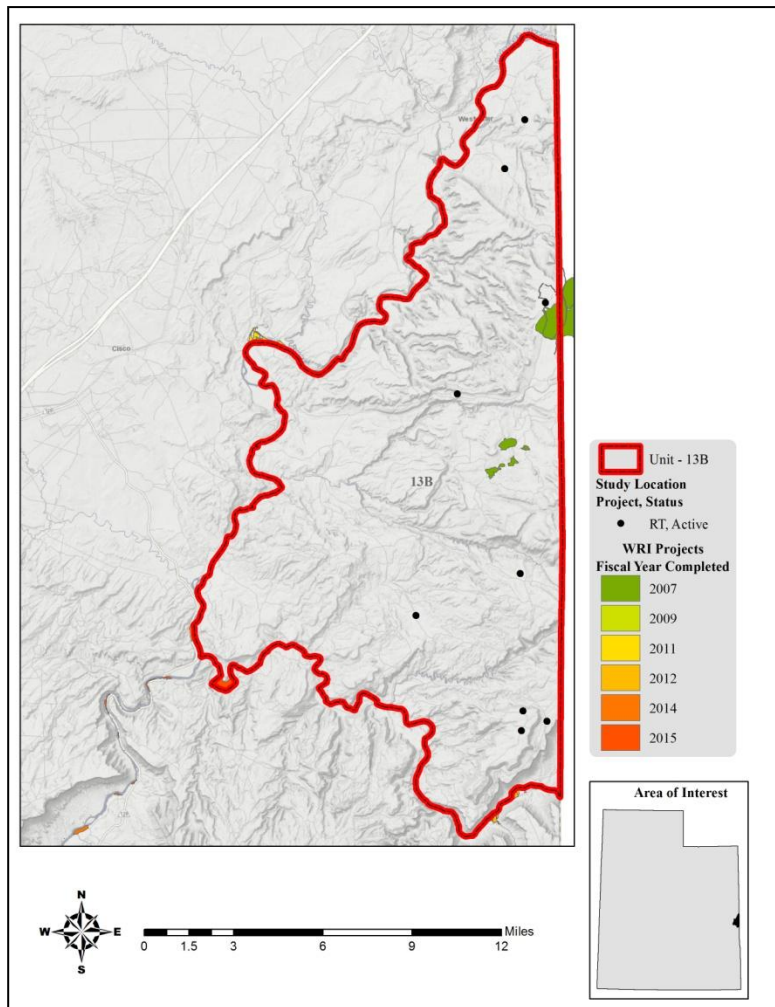 Westwater
Cisco
13B
Unit - 13B
Study Location
Project, Status
RT, Active
WRI Projects
Fiscal Year Completed
2007
2009
2011
2012
2014
2015
Area of Interest
N
W
E
S
Miles
0
1.5
3
6
9
12